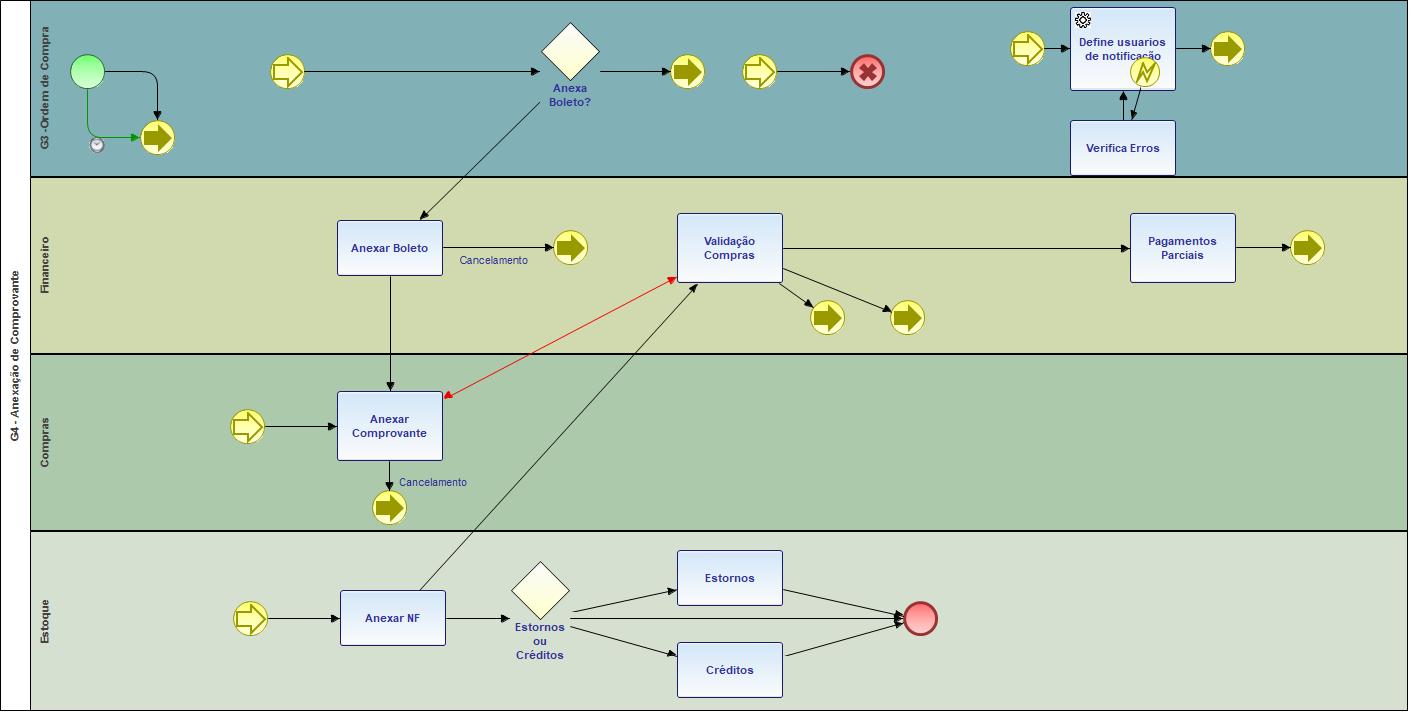 G4 - Anexação de Comprovante
G3 -Ordem de Compra
Anexa
Boleto?
Define usuarios
de notificação
Verifica Erros
Financeiro
Anexar Boleto
Cancelamento
Validação
Compras
Pagamentos
Parciais
Compras
Anexar
Comprovante
Cancelamento
Estoque
Anexar NF
Estornos
ou
Créditos
Estornos
Créditos